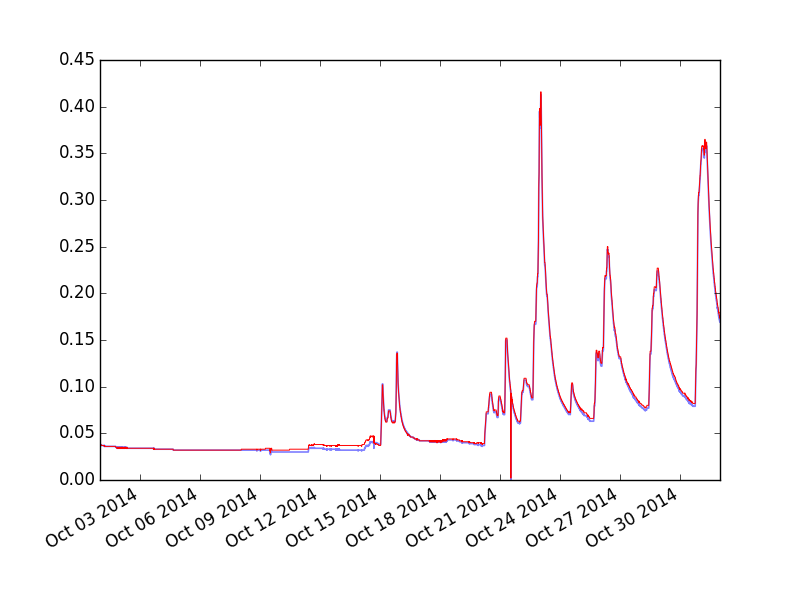 0.45
0.40
0.35
0.30
0.25
0.20
0.15
0.10
0.05
0.00
Oct 03 2014
Oct 06 2014
Oct 09 2014
Oct 12 2014
Oct 15 2014
Oct 18 2014
Oct 21 2014
Oct 24 2014
Oct 27 2014
Oct 30 2014